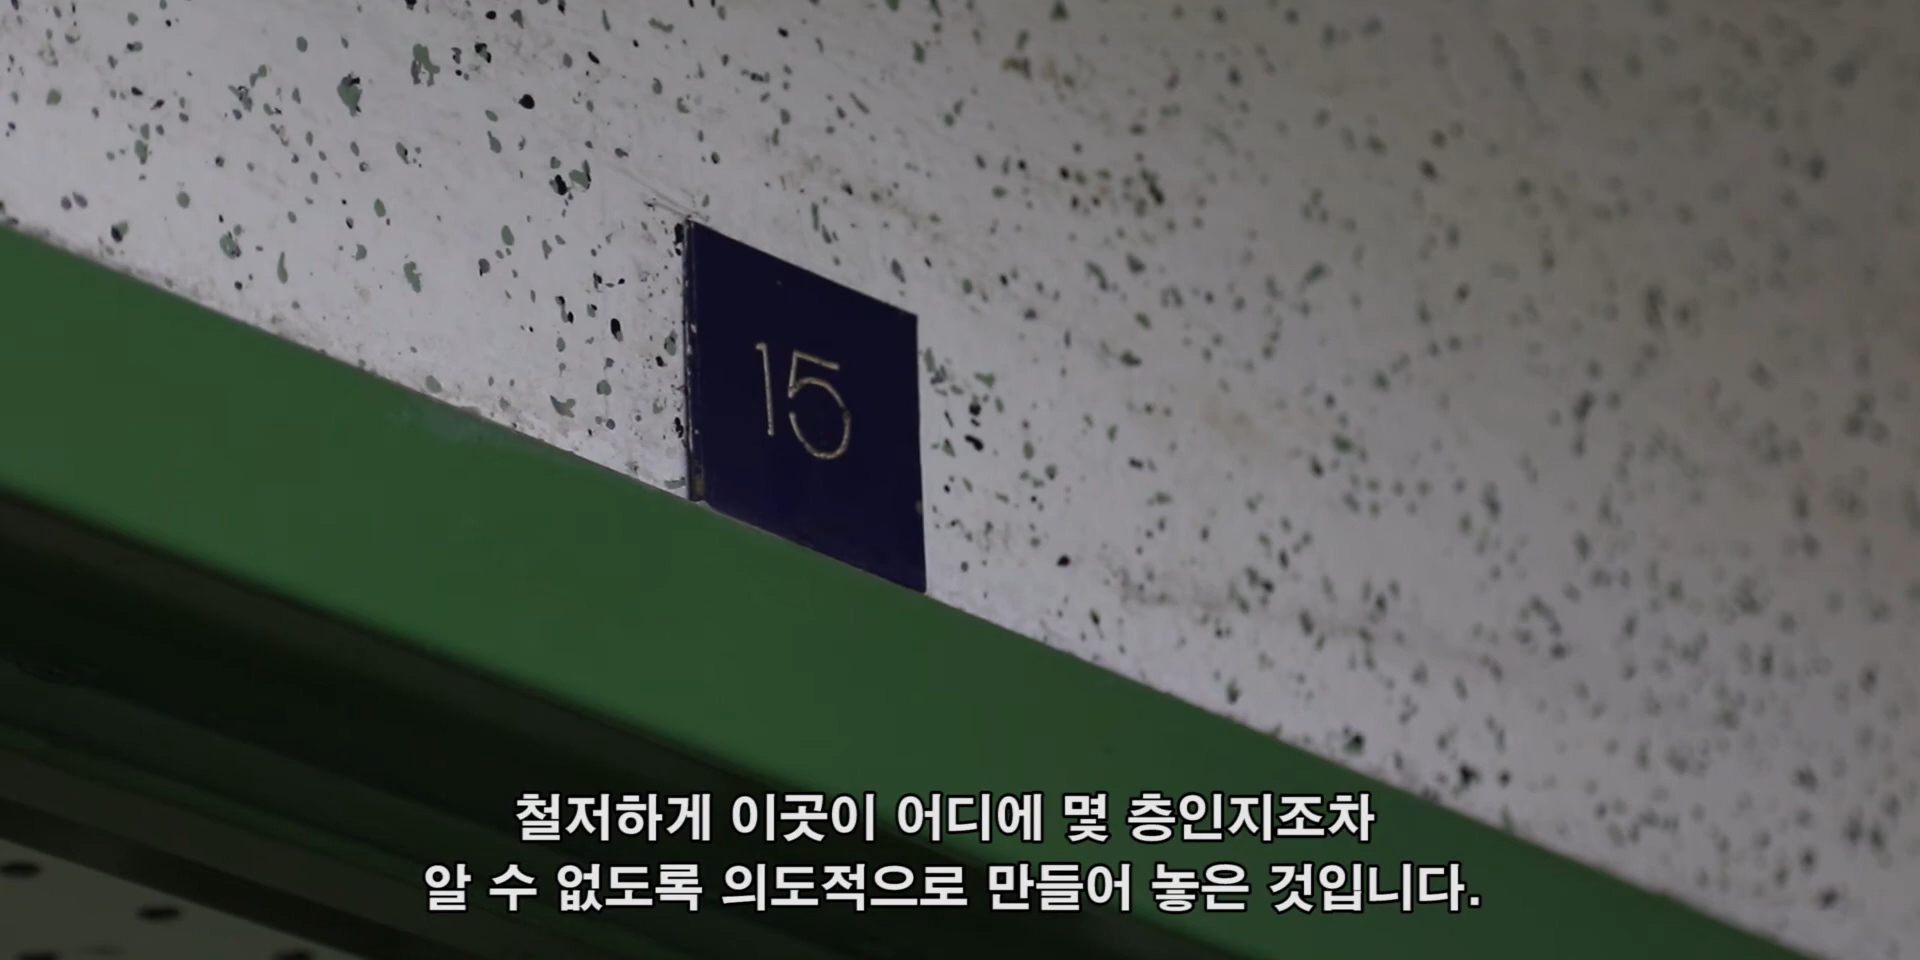 15
철저하게 이곳이 어디에 몇 층인지조차
알 수 없도록 의도적으로 만들어 놓은 것입니다.